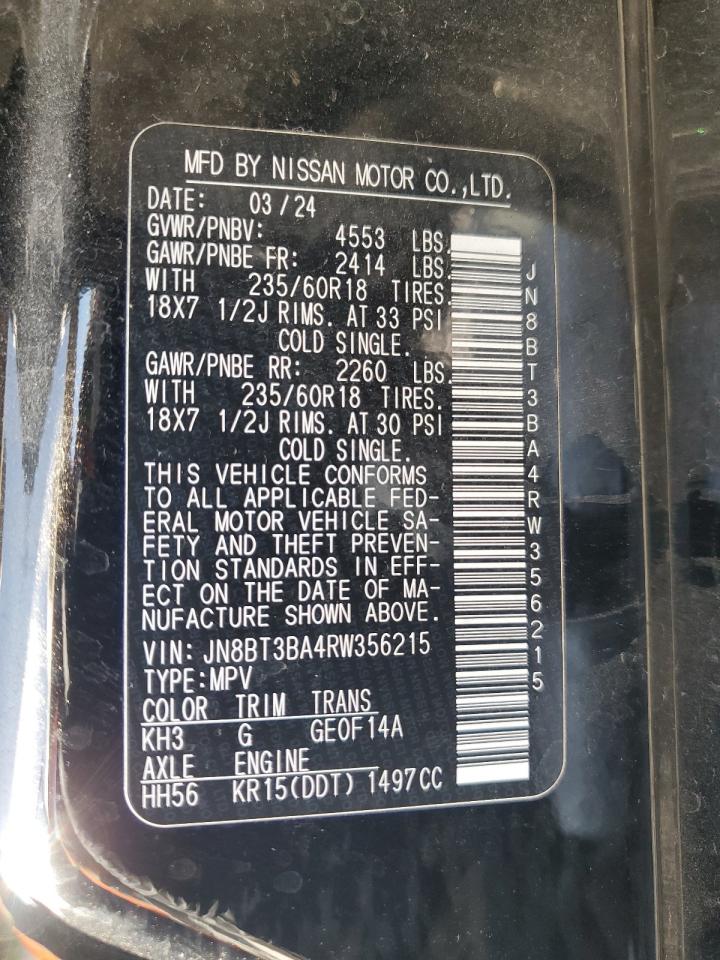 MFD BY NISSAN MOTOR CO.,LTD.
DATE: 03/24
GVWR/PNBV: 4553 LBS.
GAWR/PNBE FR: 2414 LBS.
WITH 235/60R18 TIRES.
18X7 1/2J RIMS. AT 33 PSI
COLD SINGLE.
GAWR/PNBE RR: 2260 LBS.
WITH 235/60R18 TIRES.
18X7 1/2J RIMS. AT 30 PSI
COLD SINGLE.
THIS VEHICLE CONFORMS
TO ALL APPLICABLE FED-
ERAL MOTOR VEHICLE SA-
FETY AND THEFT PREVEN-
TION STANDARDS IN EFF-
ECT ON THE DATE OF MA-
NUFACTURE SHOWN ABOVE.
VIN: JN8BT3BA4RW356215
TYPE:MPV
COLOR TRIM TRANS
KH3 G GE0F14A
AXLE ENGINE
HH56 KR15(DDT) 1497CC
JN8BT3BA4RW356215